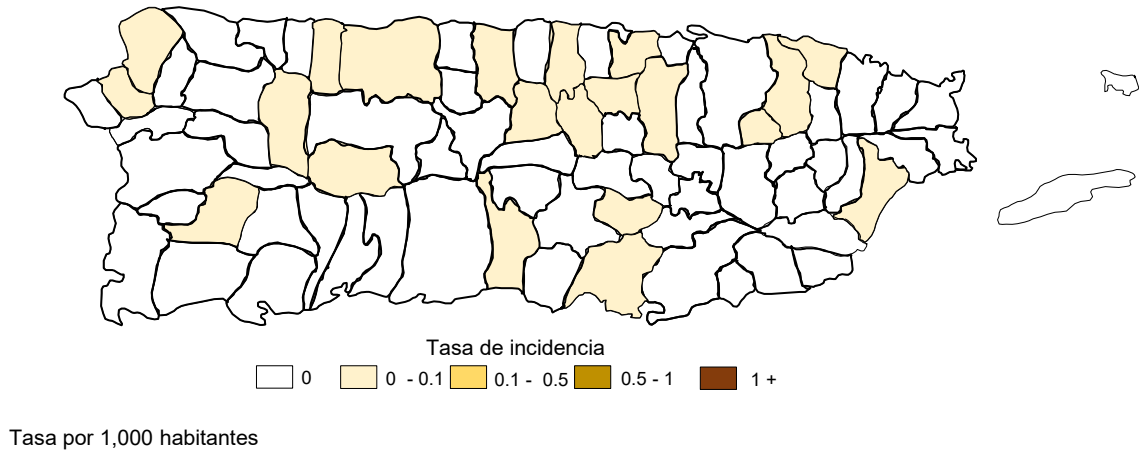 Tasa de incidencia
0 0 - 0.1 0.1 - 0.5 0.5 - 1 1 +
Tasa por 1,000 habitantes